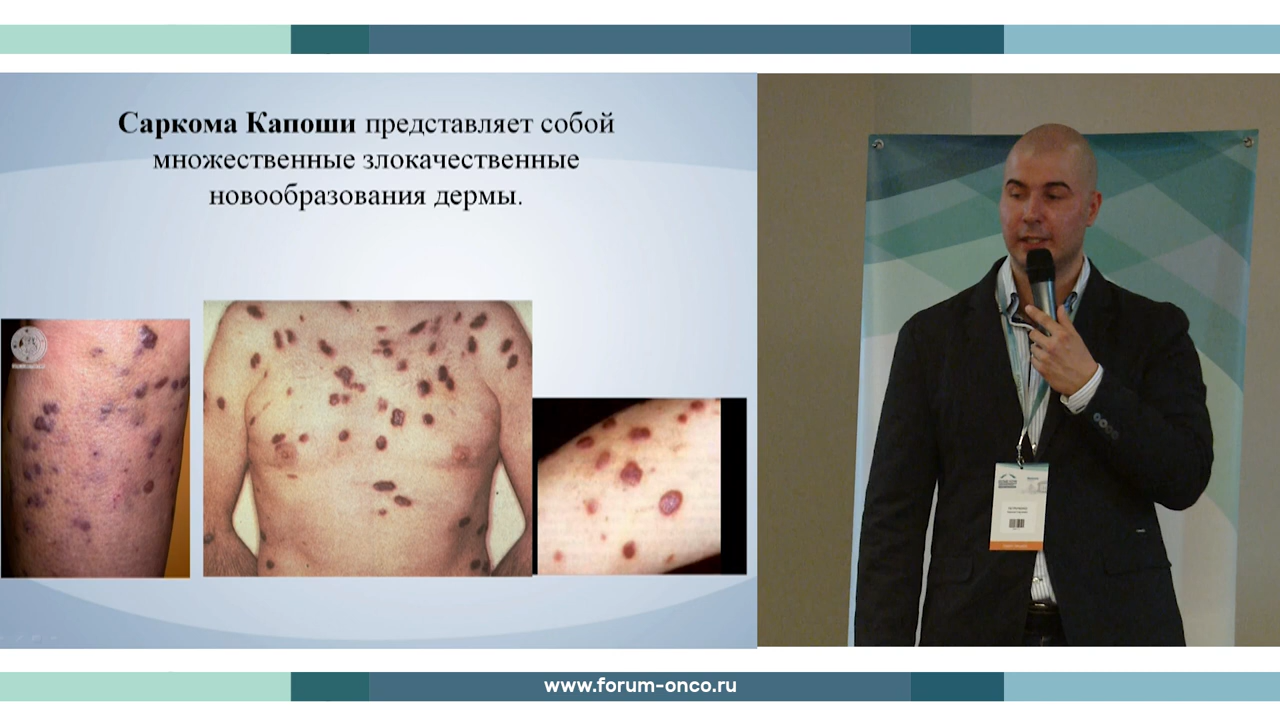 Саркома Капоши представляет собой
множественные злокачественные
новообразования дермы.
www.forum-onco.ru